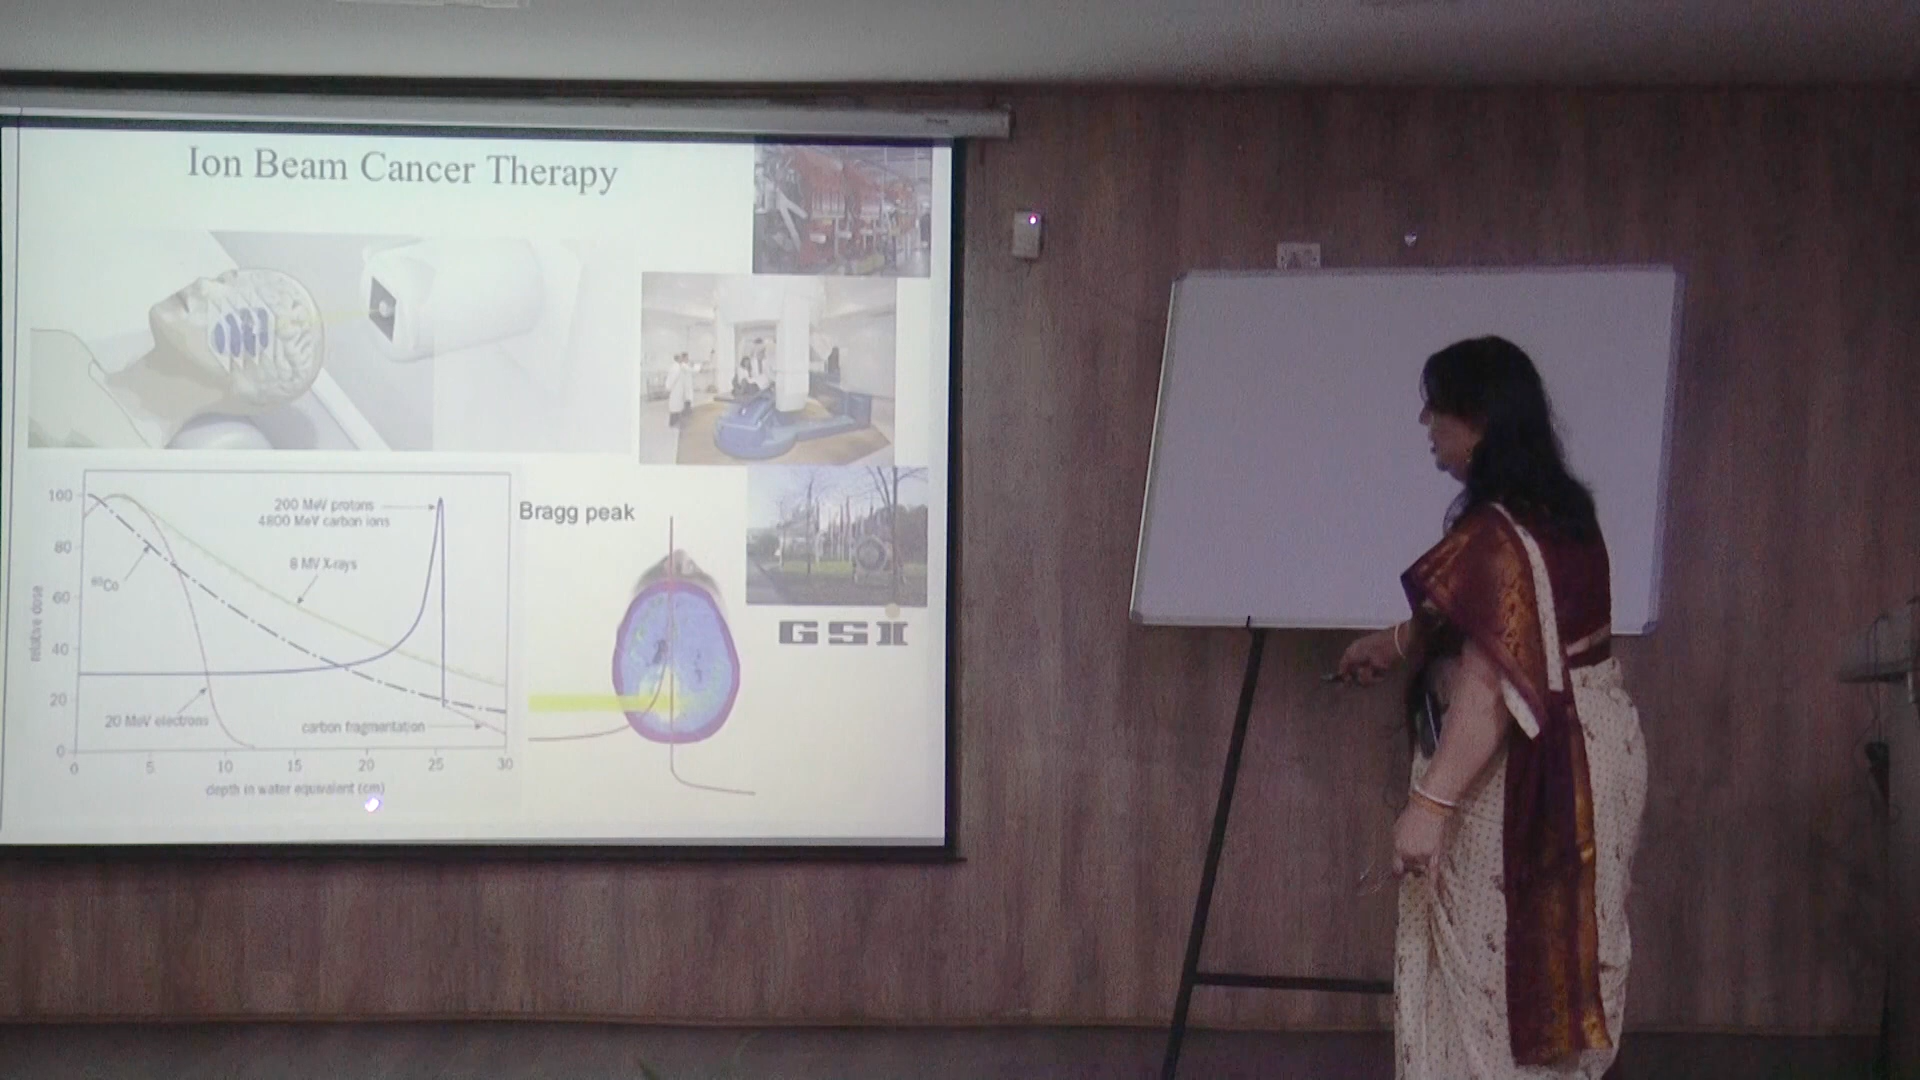 Ion Beam Cancer Therapy
100
80
60
40
20
0
relative dose
200 MeV protons
4800 MeV carbon ions
8 MV X-rays
⁶⁰Co
20 MeV electrons
carbon fragmentation
0 5 10 15 20 25 30
depth in water equivalent (cm)
Bragg peak
GSI